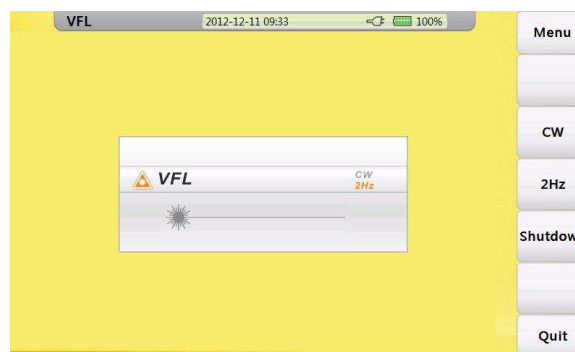 VFL
2012-12-11 09:33
100%
Menu
CW
2Hz
Shutdow
Quit
VFL
CW
2Hz